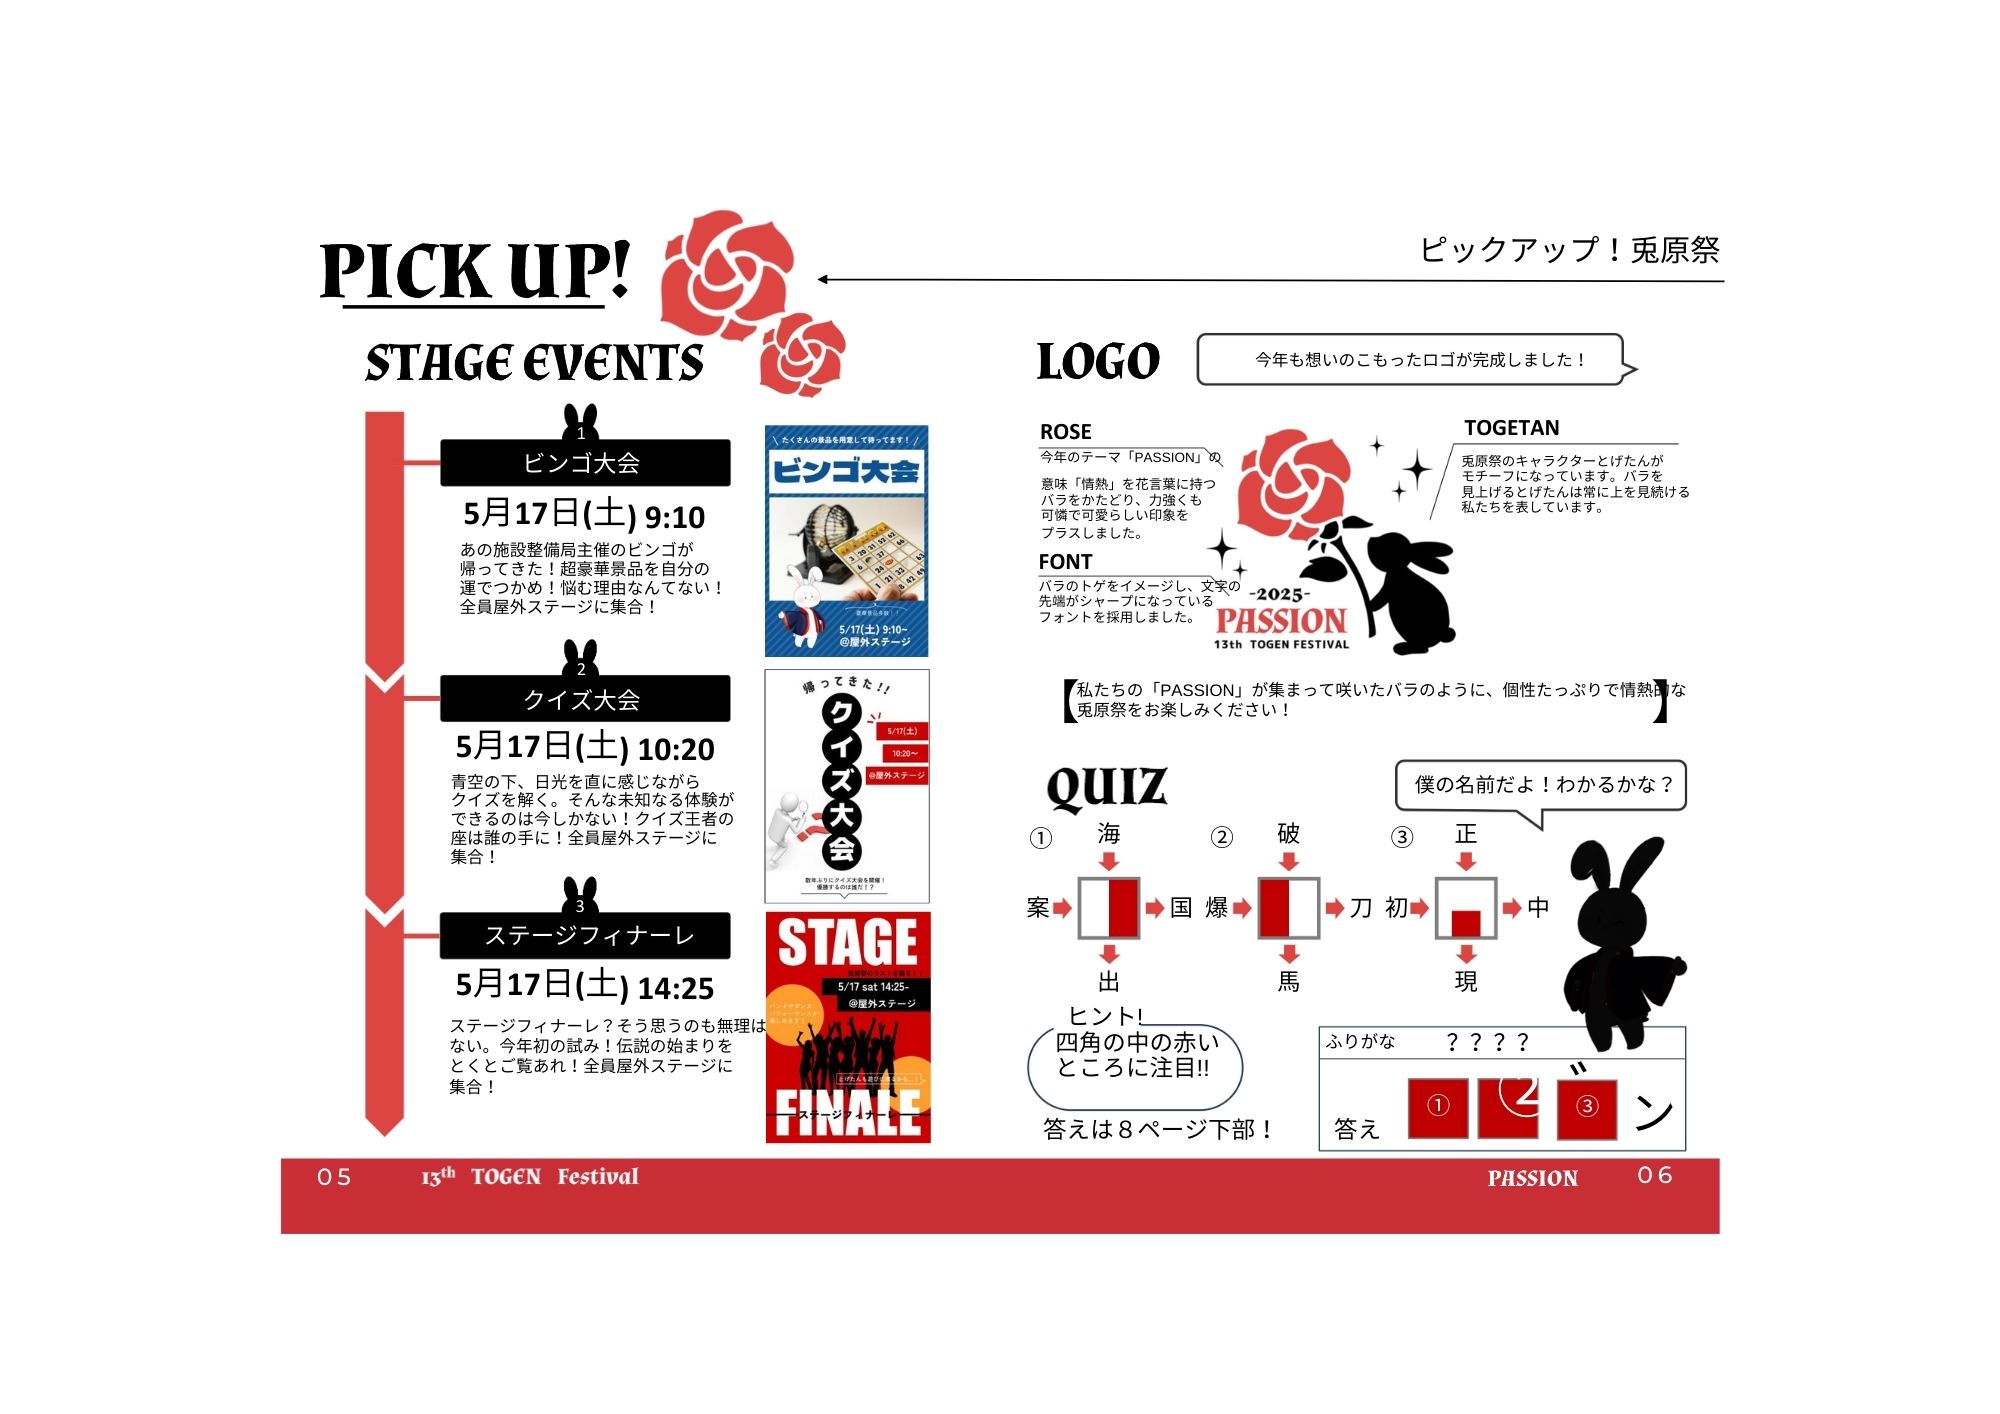 PICK UP!
ピックアップ！兎原祭
STAGE EVENTS
1
ビンゴ大会
5月17日(土) 9:10
あの施設整備局主催のビンゴが
帰ってきた！超豪華景品を自分の
運でつかめ！悩む理由なんてない！
全員屋外ステージに集合！
たくさんの景品を用意して待ってます！
ビンゴ大会
5/17(土) 9:10~
@屋外ステージ
2
クイズ大会
5月17日(土) 10:20
青空の下、日光を直に感じながら
クイズを解く。そんな未知なる体験が
できるのは今しかない！クイズ王者の
座は誰の手に！全員屋外ステージに
集合！
帰ってきた!!
クイズ大会
5/17(土)
10:20〜
@屋外ステージ
数年ぶりにクイズ大会を開催！
優勝するのは誰だ！？
3
ステージフィナーレ
5月17日(土) 14:25
ステージフィナーレ？そう思うのも無理は
ない。今年初の試み！伝説の始まりを
とくとご覧あれ！全員屋外ステージに
集合！
STAGE
5/17 sat 14:25-
@屋外ステージ
FINALE
ステージフィナーレ
LOGO
今年も想いのこもったロゴが完成しました！
ROSE
今年のテーマ「PASSION」の
意味「情熱」を花言葉に持つ
バラをかたどり、力強くも
可憐で可愛らしい印象を
プラスしました。
FONT
バラのトゲをイメージし、文字の
先端がシャープになっている
フォントを採用しました。
TOGETAN
兎原祭のキャラクターとげたんが
モチーフになっています。バラを
見上げるとげたんは常に上を見続ける
私たちを表しています。
-2025-
PASSION
13th TOGEN FESTIVAL
【私たちの「PASSION」が集まって咲いたバラのように、個性たっぷりで情熱的な
兎原祭をお楽しみください！】
QUIZ
僕の名前だよ！わかるかな？
① 海 ② 破 ③ 正
案 国 爆 刀 初 中
出 馬 現
ヒント!
四角の中の赤い
ところに注目!!
答えは８ページ下部！
ふりがな ？？？？
答え ① ② ③ ゛ ン
05 13th TOGEN Festival
PASSION 06